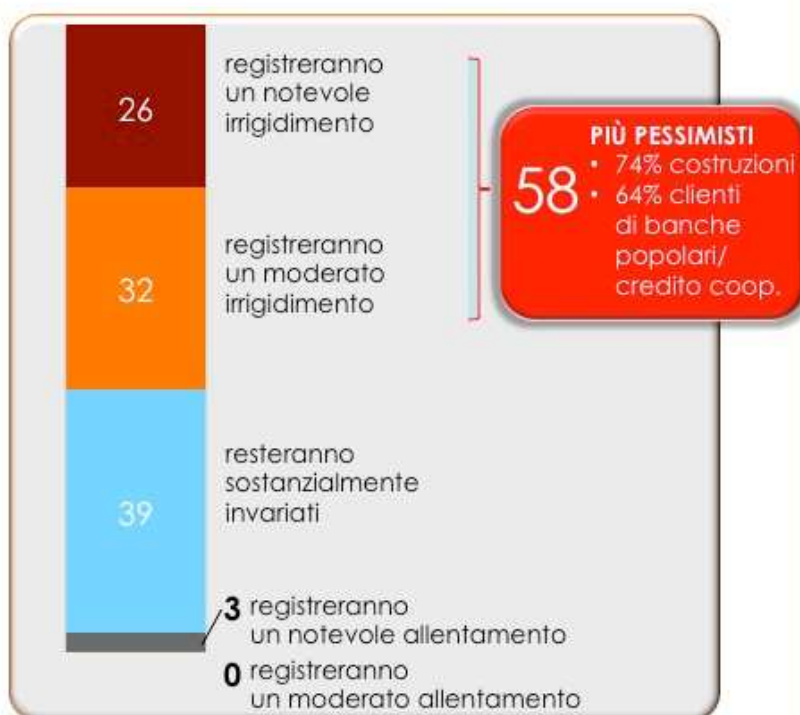 26
registreranno
un notevole
irrigidimento
32
registreranno
un moderato
irrigidimento
58
PIÙ PESSIMISTI
• 74% costruzioni
• 64% clienti
di banche
popolari/
credito coop.
39
resteranno
sostanzialmente
invariati
3 registreranno
un notevole allentamento
0 registreranno
un moderato allentamento